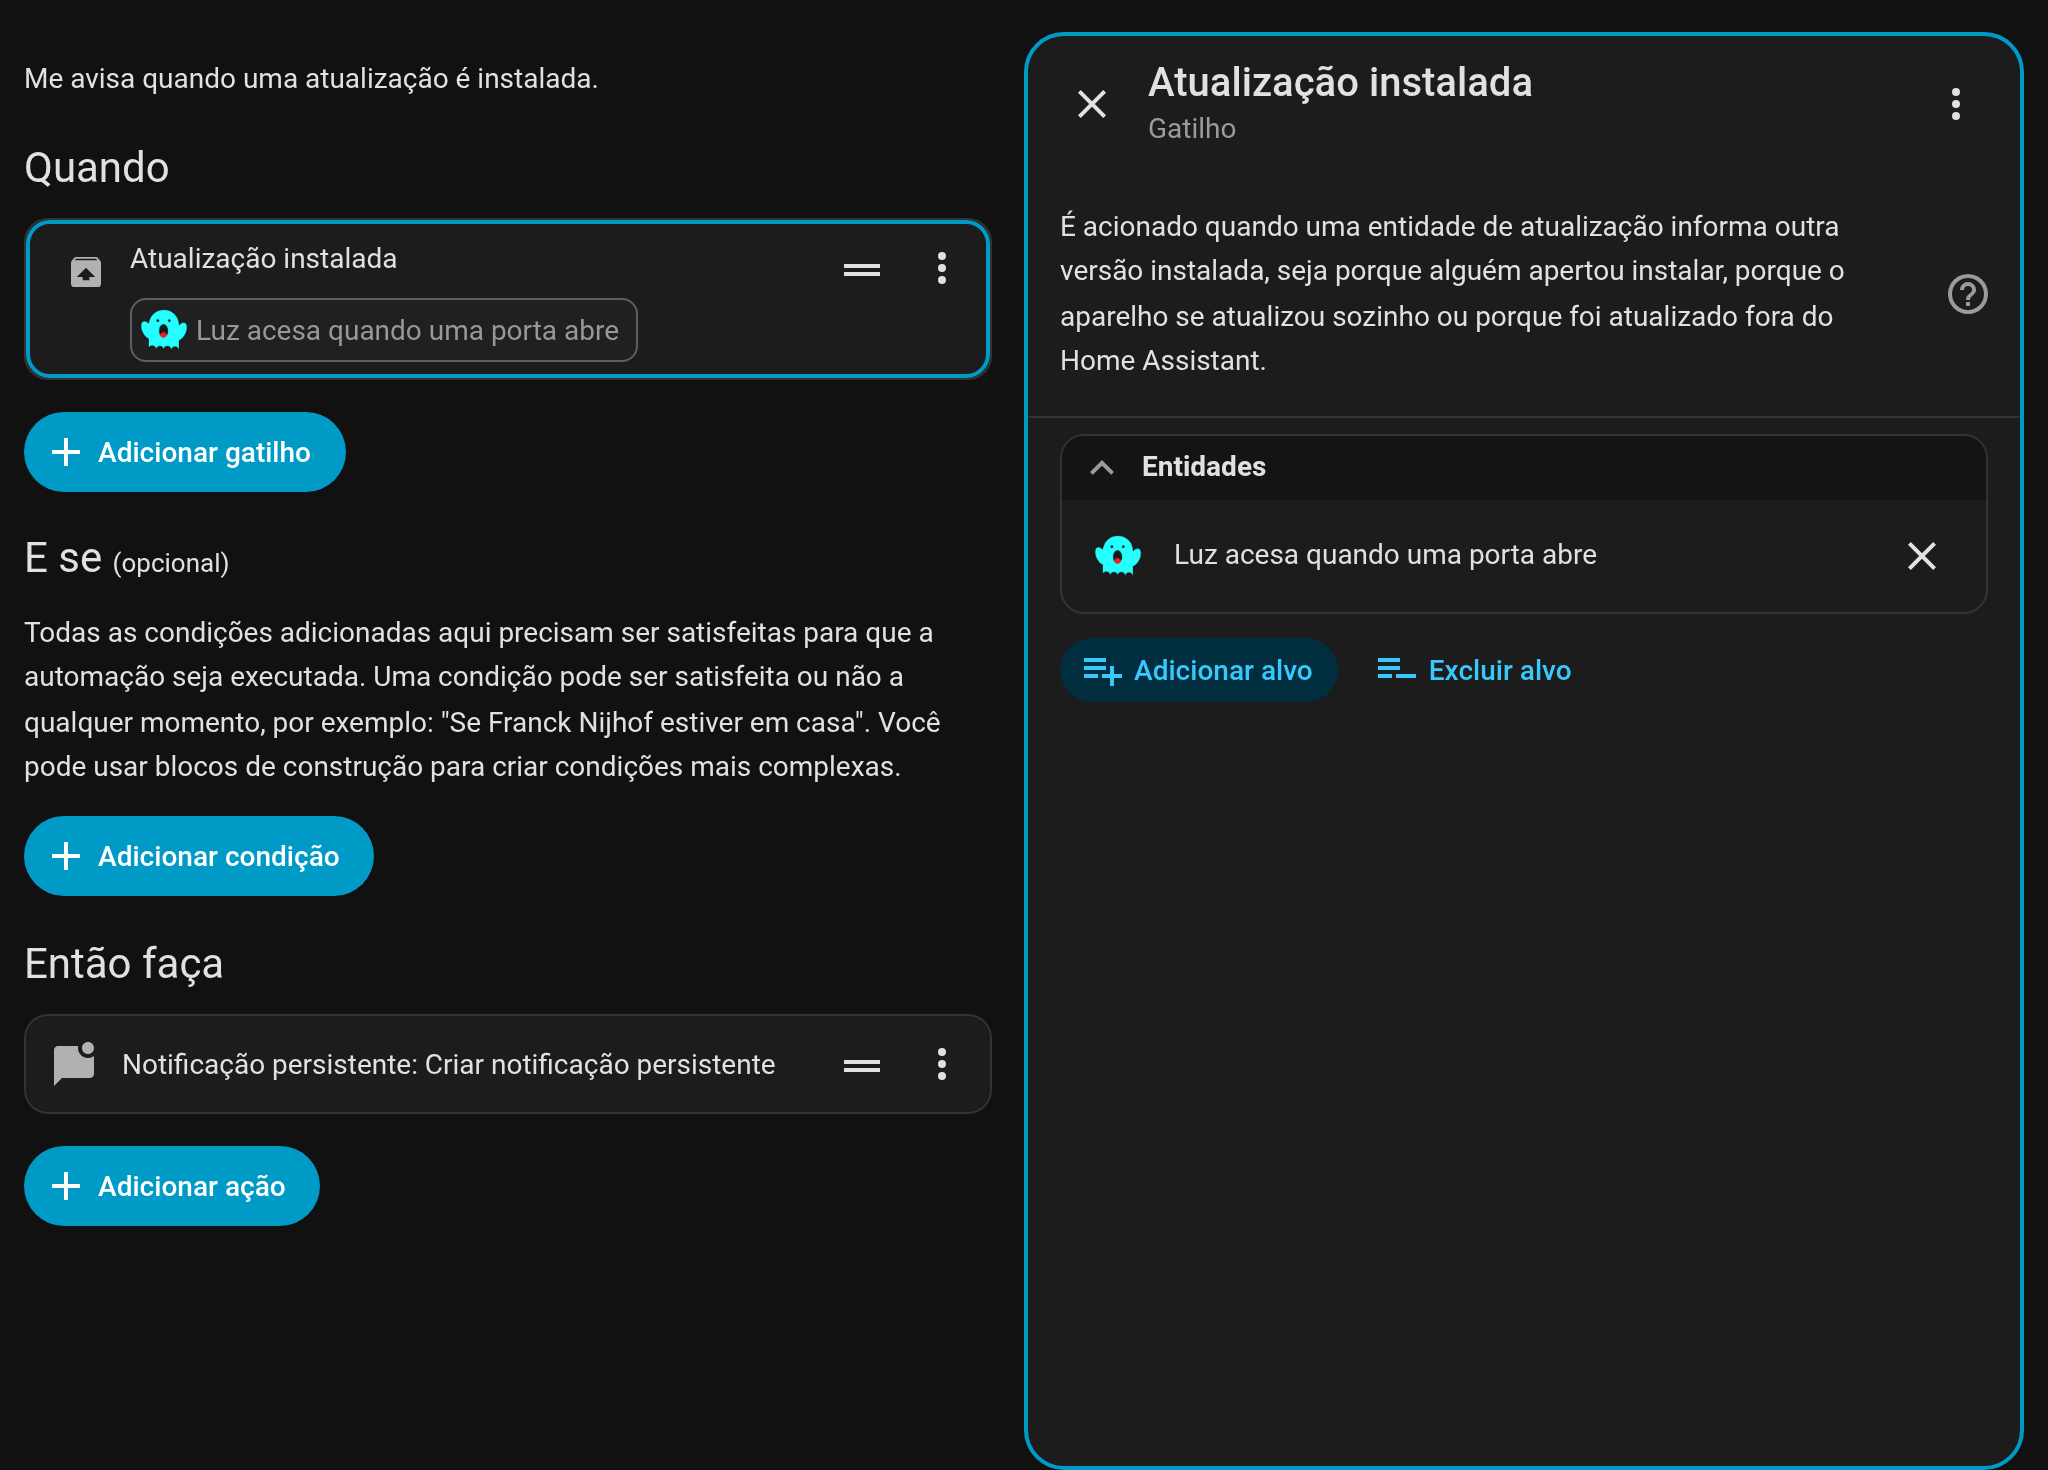 Me avisa quando uma atualização é instalada.
Quando
Atualização instalada
Luz acesa quando uma porta abre
Adicionar gatilho
E se (opcional)
Todas as condições adicionadas aqui precisam ser satisfeitas para que a
automação seja executada. Uma condição pode ser satisfeita ou não a
qualquer momento, por exemplo: "Se Franck Nijhof estiver em casa". Você
pode usar blocos de construção para criar condições mais complexas.
Adicionar condição
Então faça
Notificação persistente: Criar notificação persistente
Adicionar ação
Atualização instalada
Gatilho
É acionado quando uma entidade de atualização informa outra
versão instalada, seja porque alguém apertou instalar, porque o
aparelho se atualizou sozinho ou porque foi atualizado fora do
Home Assistant.
Entidades
Luz acesa quando uma porta abre
Adicionar alvo
Excluir alvo